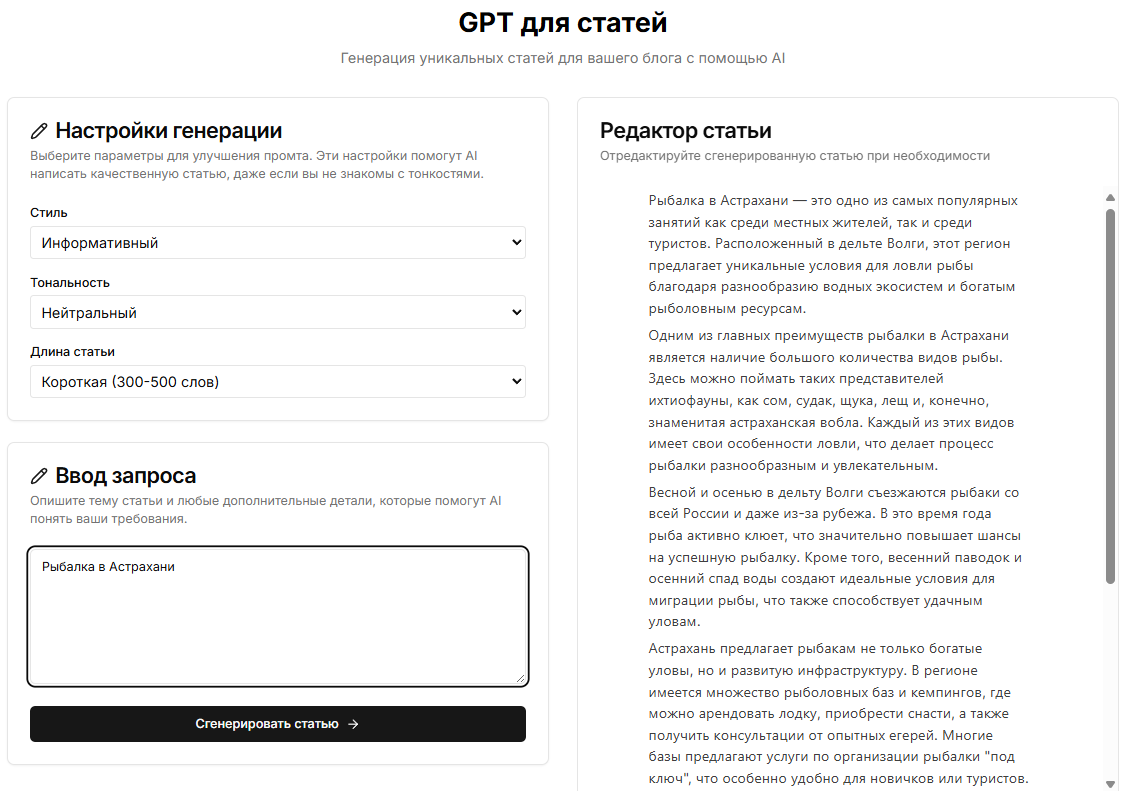 GPT для статей
Генерация уникальных статей для вашего блога с помощью AI
Настройки генерации
Выберите параметры для улучшения промта. Эти настройки помогут AI
написать качественную статью, даже если вы не знакомы с тонкостями.
Стиль
Информативный
Тональность
Нейтральный
Длина статьи
Короткая (300-500 слов)
Ввод запроса
Опишите тему статьи и любые дополнительные детали, которые помогут AI
понять ваши требования.
Рыбалка в Астрахани
Сгенерировать статью →
Редактор статьи
Отредактируйте сгенерированную статью при необходимости
Рыбалка в Астрахани — это одно из самых популярных
занятий как среди местных жителей, так и среди
туристов. Расположенный в дельте Волги, этот регион
предлагает уникальные условия для ловли рыбы
благодаря разнообразию водных экосистем и богатым
рыболовным ресурсам.
Одним из главных преимуществ рыбалки в Астрахани
является наличие большого количества видов рыбы.
Здесь можно поймать таких представителей
ихтиофауны, как сом, судак, щука, лещ и, конечно,
знаменитая астраханская вобла. Каждый из этих видов
имеет свои особенности ловли, что делает процесс
рыбалки разнообразным и увлекательным.
Весной и осенью в дельту Волги съезжаются рыбаки со
всей России и даже из-за рубежа. В это время года
рыба активно клюет, что значительно повышает шансы
на успешную рыбалку. Кроме того, весенний паводок и
осенний спад воды создают идеальные условия для
миграции рыбы, что также способствует удачным
уловам.
Астрахань предлагает рыбакам не только богатые
уловы, но и развитую инфраструктуру. В регионе
имеется множество рыболовных баз и кемпингов, где
можно арендовать лодку, приобрести снасти, а также
получить консультации от опытных егерей. Многие
базы предлагают услуги по организации рыбалки "под
ключ", что особенно удобно для новичков или туристов.